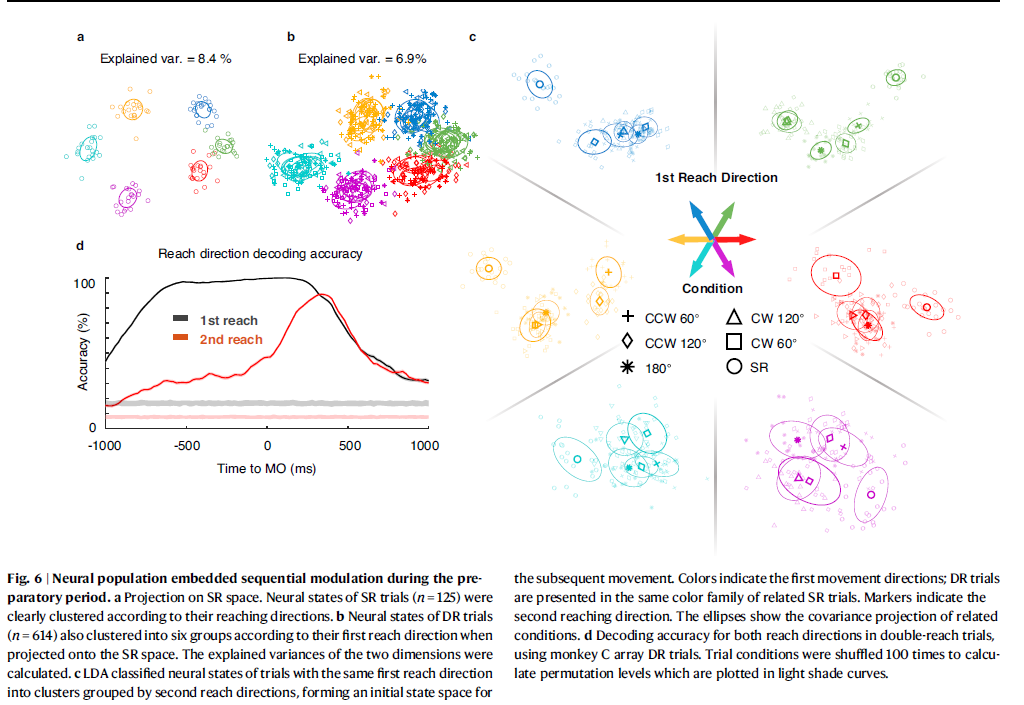 a
Explained var. = 8.4 %
b
Explained var. = 6.9%
c
1st Reach Direction
Condition
CCW 60°
CW 120°
CCW 120°
CW 60°
180°
SR
d
Reach direction decoding accuracy
100
0
Accuracy (%)
1st reach
2nd reach
-1000
-500
0
500
1000
Time to MO (ms)
Fig. 6 | Neural population embedded sequential modulation during the pre-
paratory period. a Projection on SR space. Neural states of SR trials (n = 125) were
clearly clustered according to their reaching directions. b Neural states of DR trials
(n = 614) also clustered into six groups according to their first reach direction when
projected onto the SR space. The explained variances of the two dimensions were
calculated. c LDA classified neural states of trials with the same first reach direction
into clusters grouped by second reach directions, forming an initial state space for
the subsequent movement. Colors indicate the first movement directions; DR trials
are presented in the same color family of related SR trials. Markers indicate the
second reaching direction. The ellipses show the covariance projection of related
conditions. d Decoding accuracy for both reach directions in double-reach trials,
using monkey C array DR trials. Trial conditions were shuffled 100 times to calcu-
late permutation levels which are plotted in light shade curves.